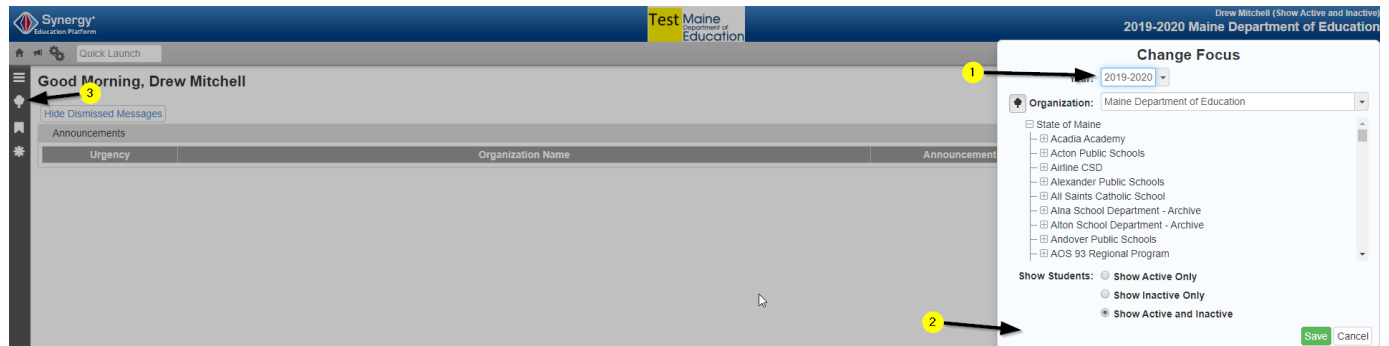 Synergy
Education Platform
Test Maine
Department of
Education
Drew Mitchell (Show Active and Inactive)
2019-2020 Maine Department of Education
Quick Launch
Good Morning, Drew Mitchell
Hide Dismissed Messages
Announcements
Urgency Organization Name Announcement
Change Focus
Year: 2019-2020
Organization: Maine Department of Education
State of Maine
Acadia Academy
Acton Public Schools
Airline CSD
Alexander Public Schools
All Saints Catholic School
Alna School Department - Archive
Alton School Department - Archive
Andover Public Schools
AOS 93 Regional Program
Show Students: Show Active Only
Show Inactive Only
Show Active and Inactive
Save Cancel
1
2
3